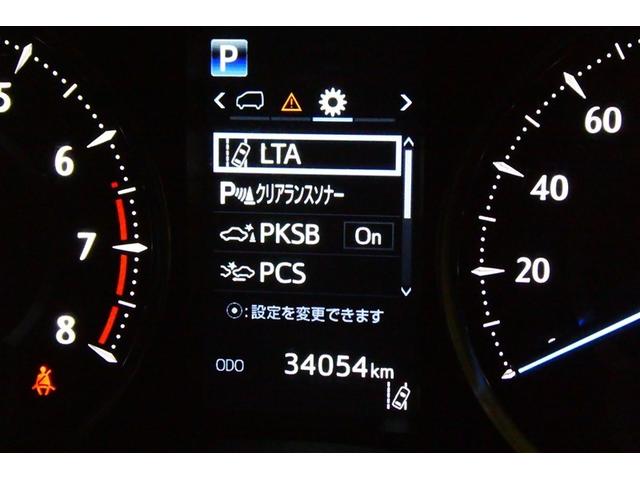 P
LTA
Pクリアランスソナー
PKSB On
PCS
:設定を変更できます
ODO 34054km
5
6
7
8
60
40
20